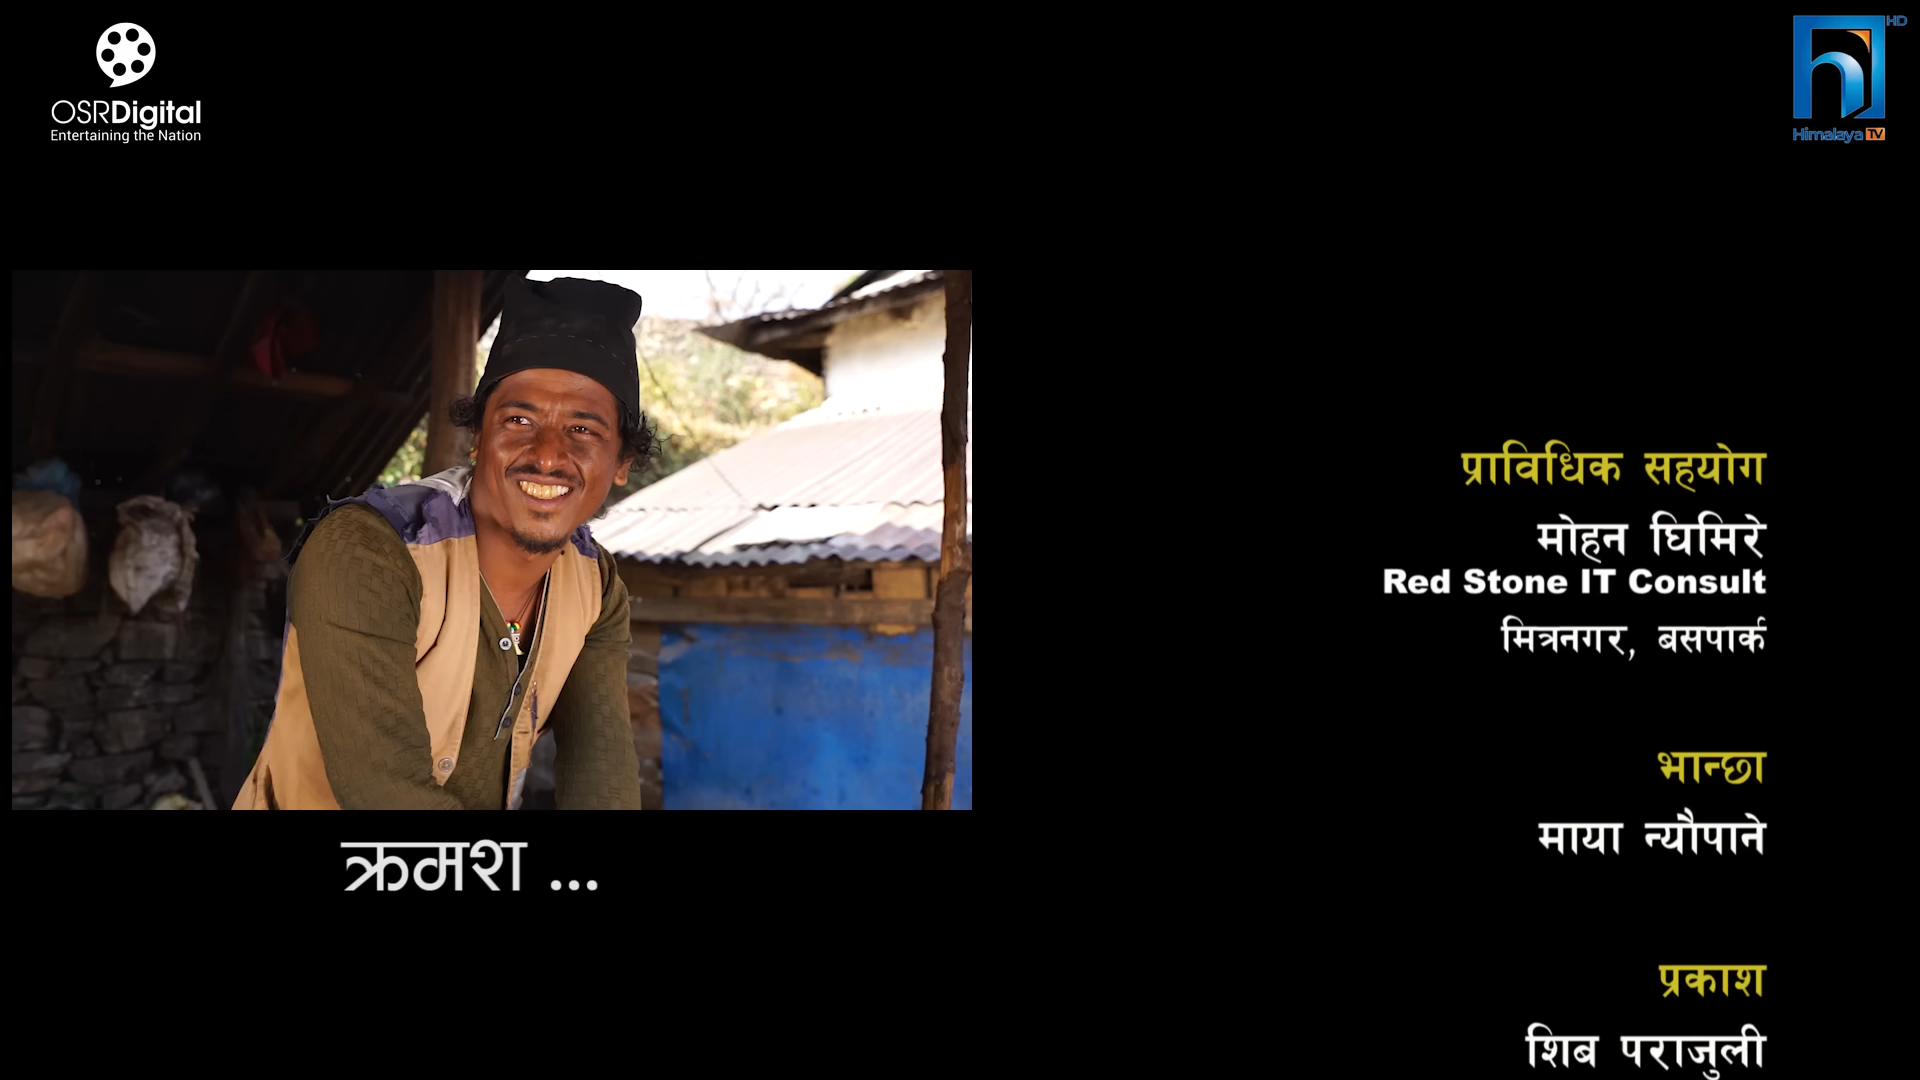 OSRDigital
Entertaining the Nation
HD
Himalaya TV
प्राविधिक सहयोग
मोहन घिमिरे
Red Stone IT Consult
मित्रनगर, बसपार्क
भान्छा
माया न्यौपाने
क्रमश ...
प्रकाश
शिब पराजुली